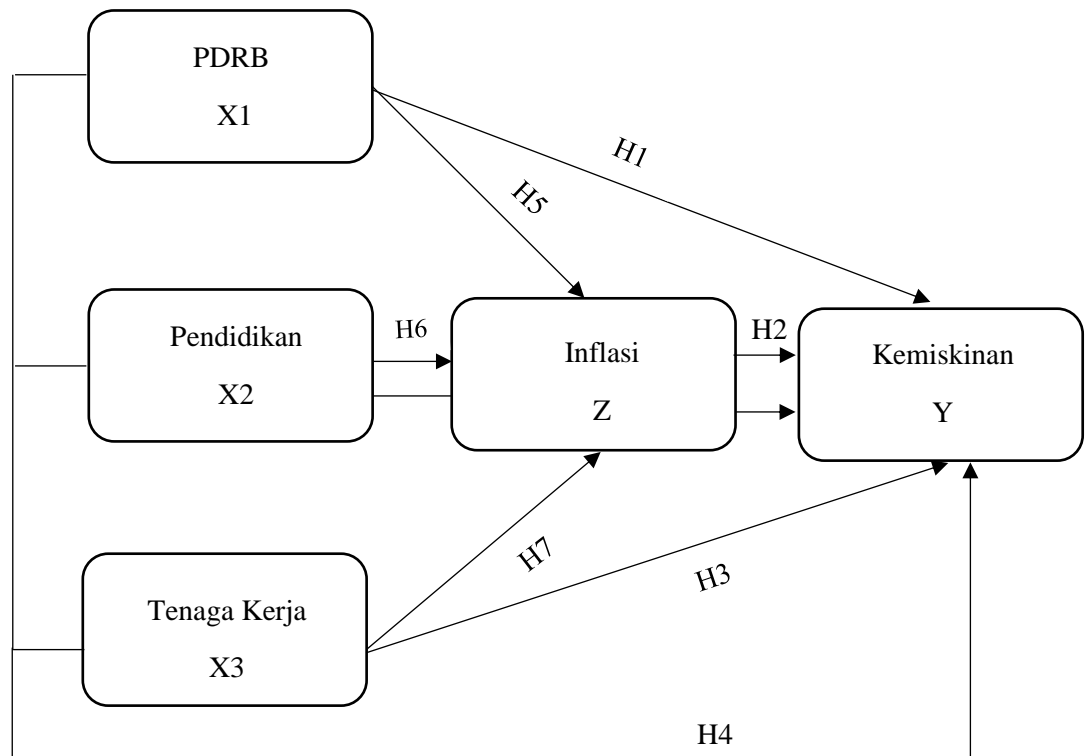 PDRB
X1
H1
H5
Pendidikan
X2
H6
Inflasi
Z
H2
Kemiskinan
Y
H7
H3
Tenaga Kerja
X3
H4